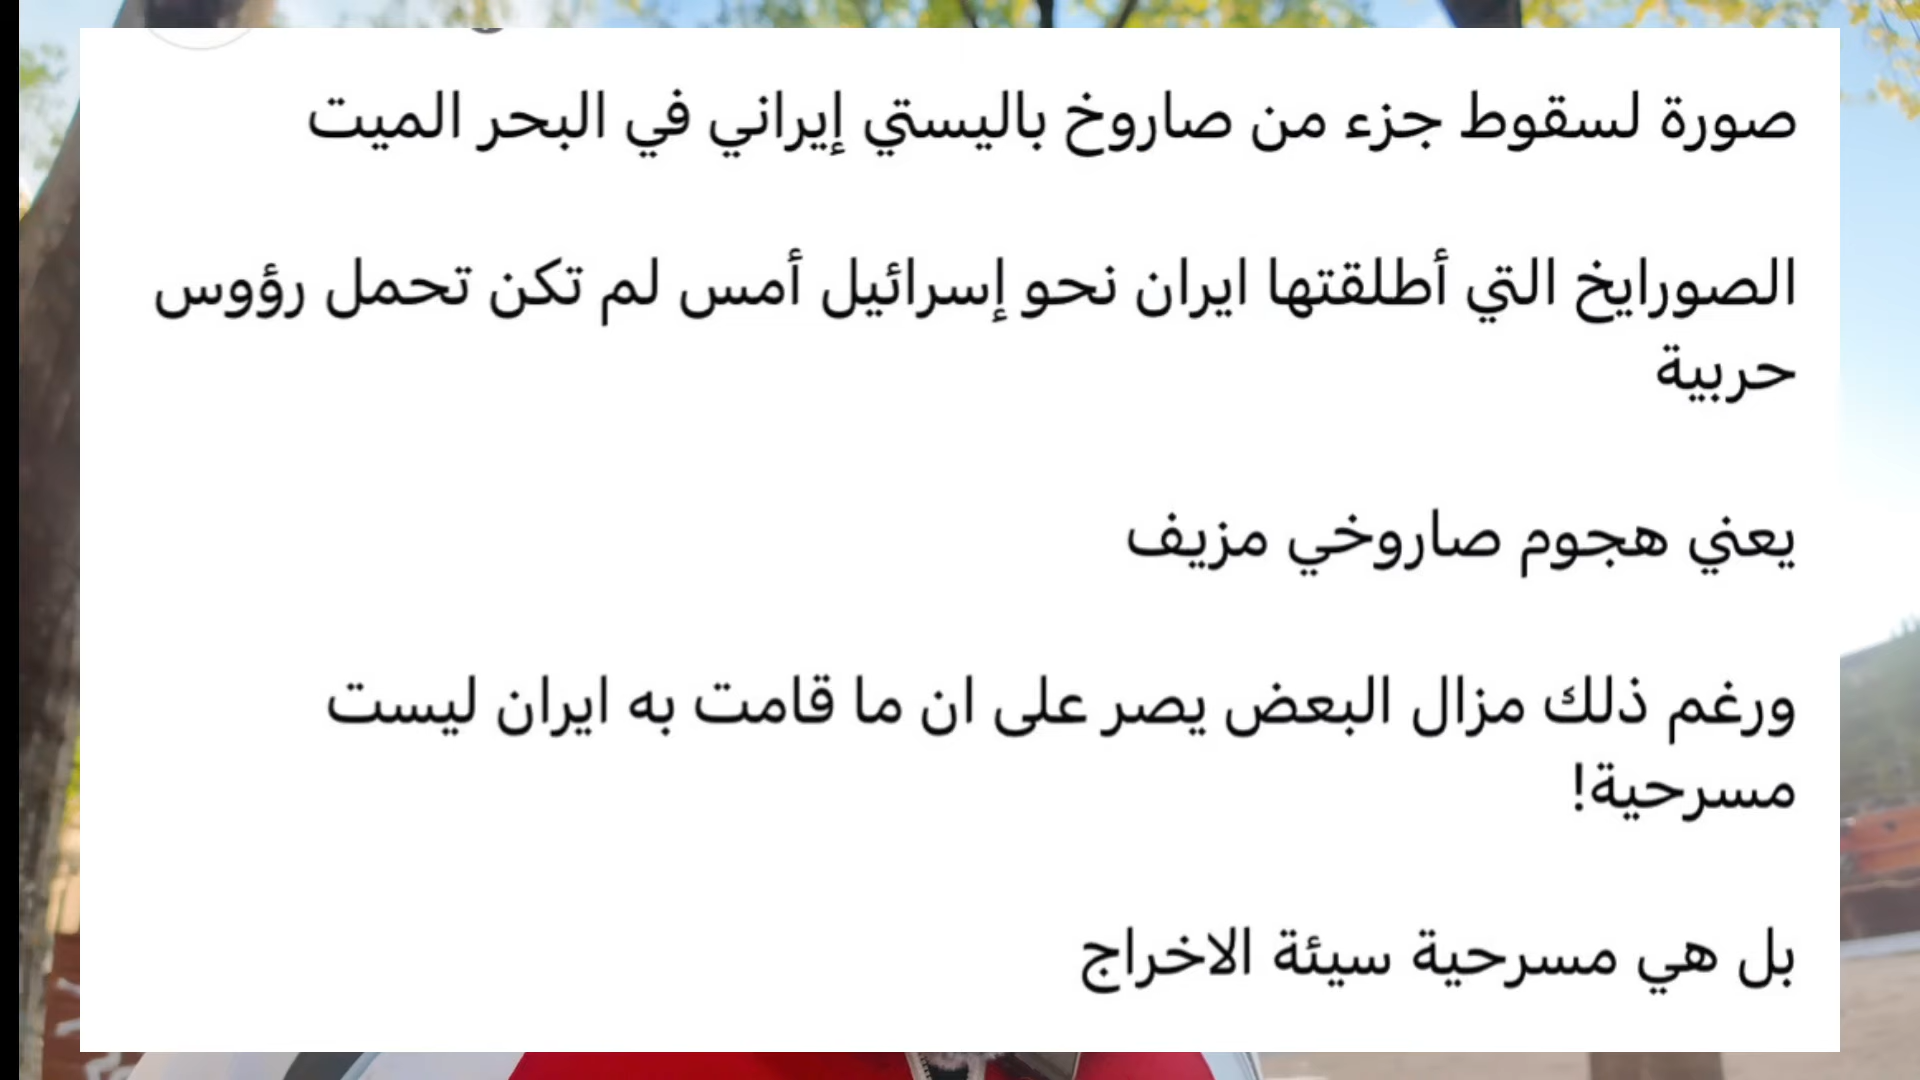 صورة لسقوط جزء من صاروخ باليستي إيراني في البحر الميت
الصورايخ التي أطلقتها ايران نحو إسرائيل أمس لم تكن تحمل رؤوس
حربية
يعني هجوم صاروخي مزيف
ورغم ذلك مزال البعض يصر على ان ما قامت به ايران ليست
مسرحية!
بل هي مسرحية سيئة الاخراج